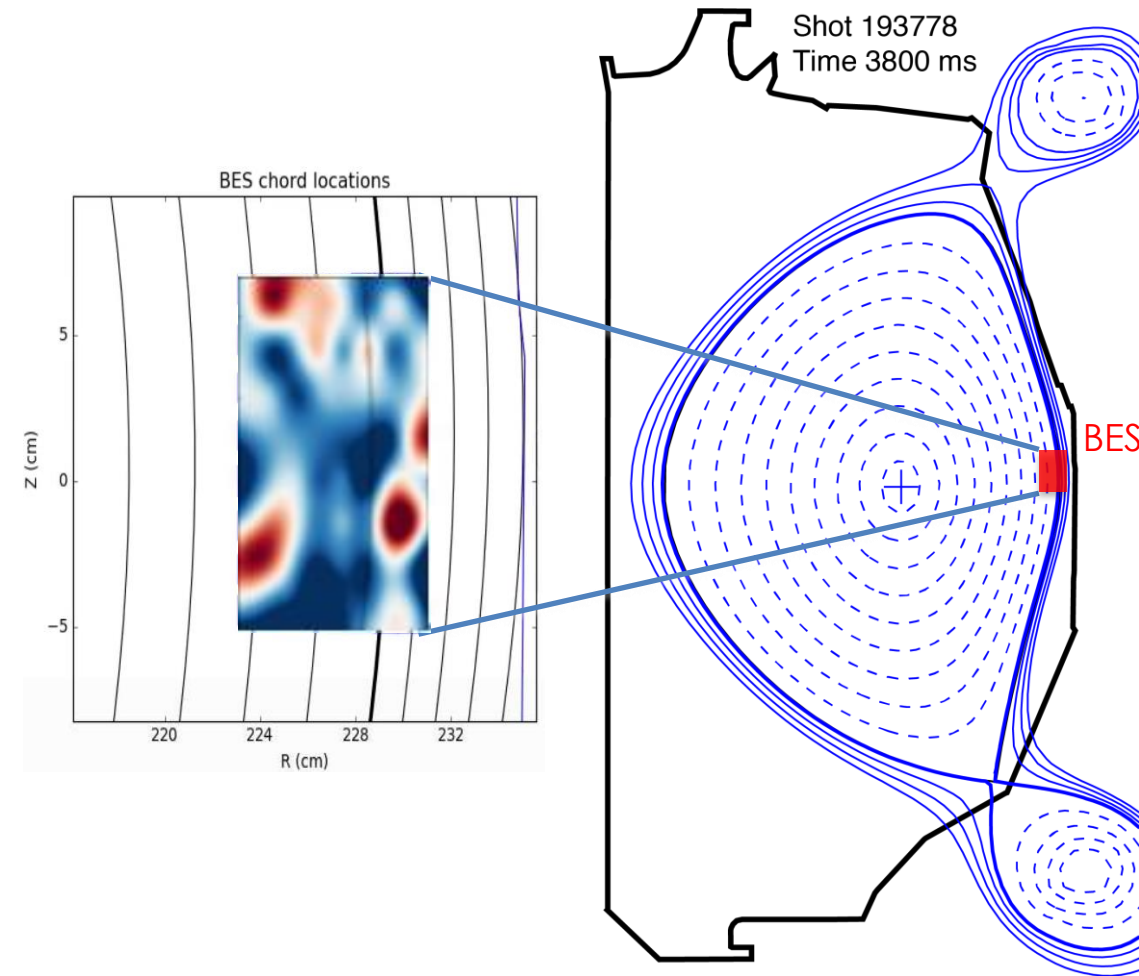 Shot 193778
Time 3800 ms
BES chord locations
Z (cm)
5
0
−5
220
224
228
232
R (cm)
BES